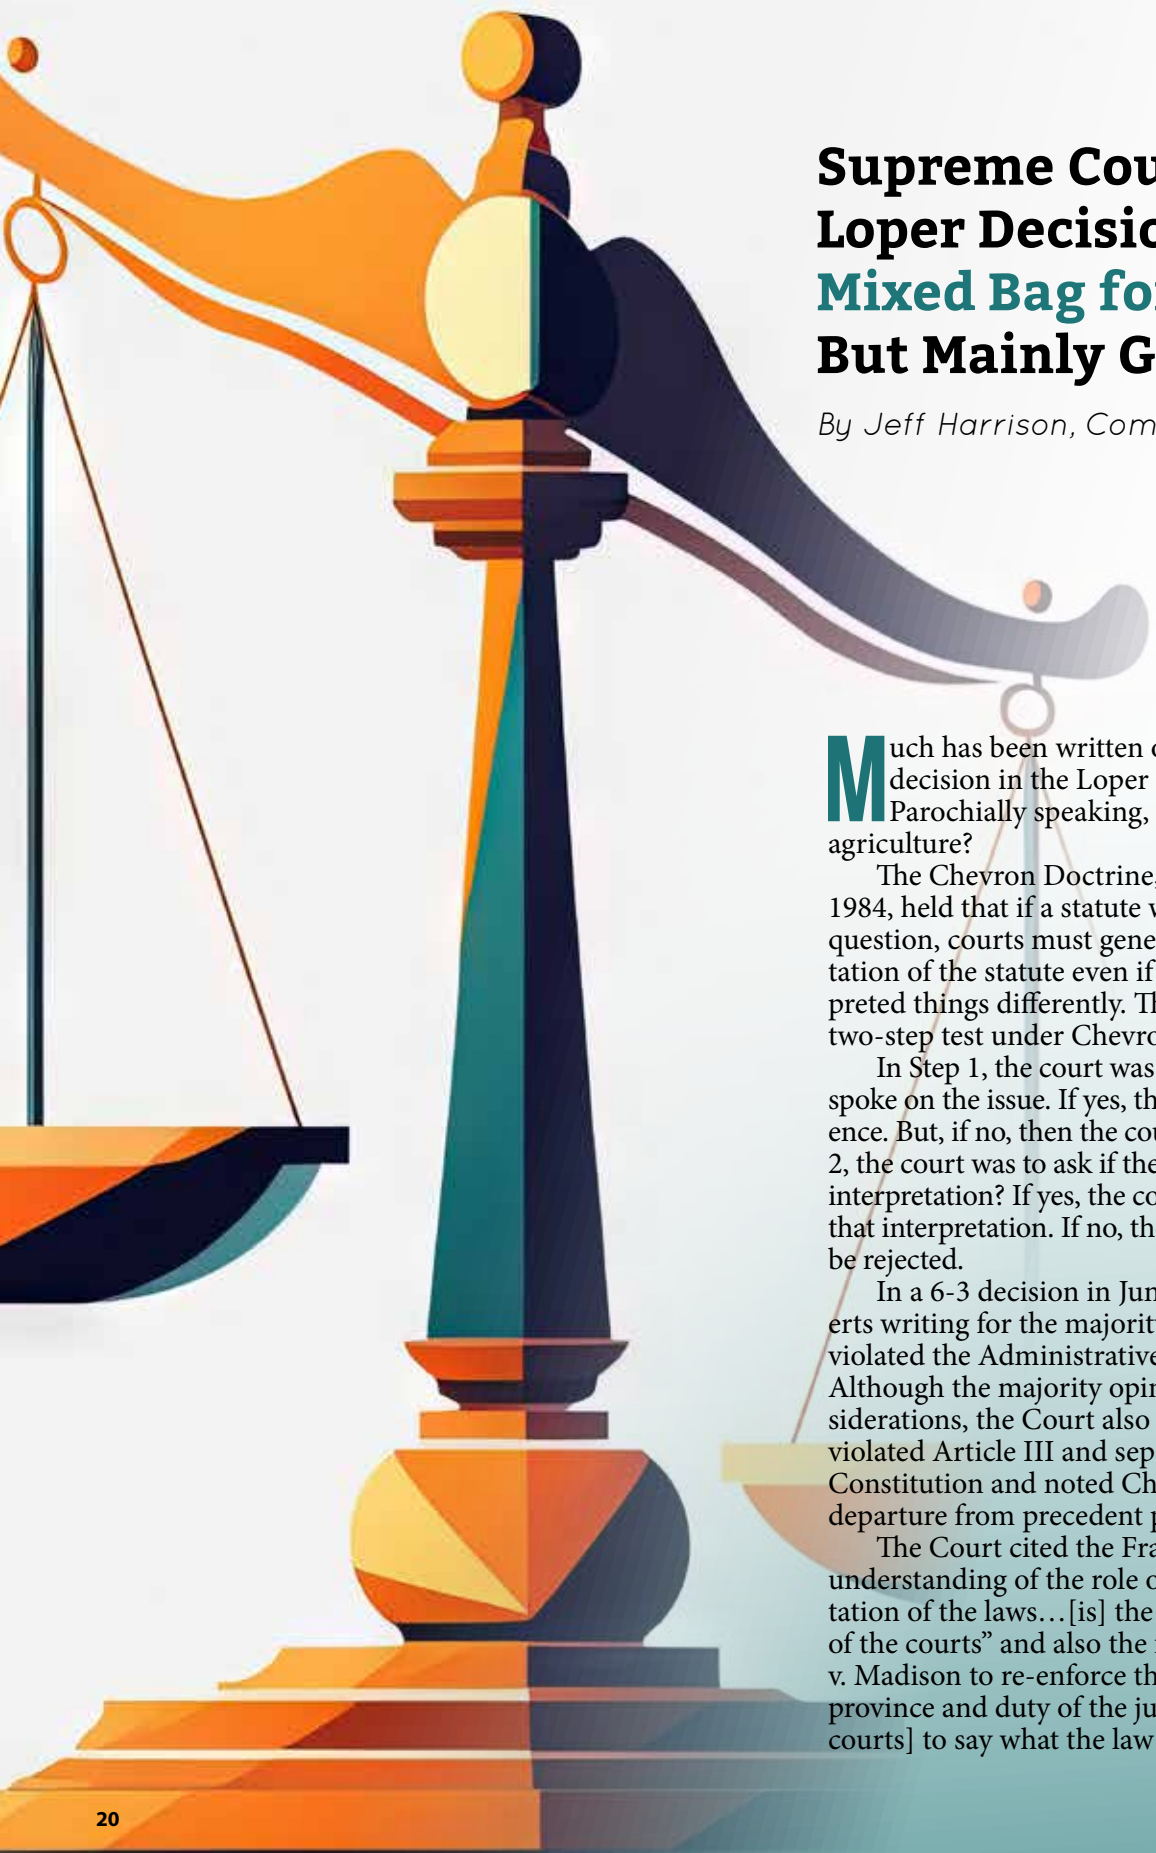 Supreme Cou
Loper Decisio
Mixed Bag for
But Mainly G
By Jeff Harrison, Com
Much has been written o
decision in the Loper
Parochially speaking,
agriculture?
The Chevron Doctrine,
1984, held that if a statute w
question, courts must gene
tation of the statute even if
preted things differently. Th
two-step test under Chevro
In Step 1, the court was
spoke on the issue. If yes, th
ence. But, if no, then the cou
2, the court was to ask if the
interpretation? If yes, the co
that interpretation. If no, tha
be rejected.
In a 6-3 decision in Jun
erts writing for the majority
violated the Administrative
Although the majority opin
siderations, the Court also
violated Article III and sep
Constitution and noted Ch
departure from precedent p
The Court cited the Fra
understanding of the role o
tation of the laws…[is] the
of the courts” and also the
v. Madison to re-enforce th
province and duty of the ju
courts] to say what the law
20